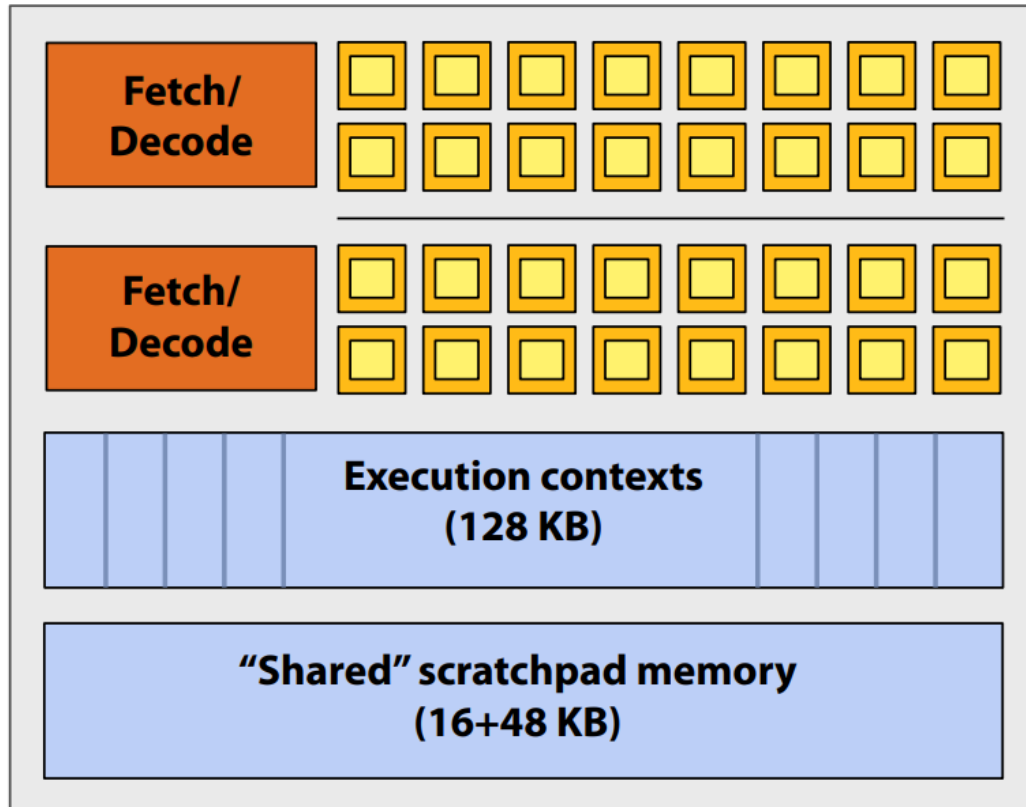 Fetch/
Decode
Fetch/
Decode
Execution contexts
(128 KB)
“Shared” scratchpad memory
(16+48 KB)